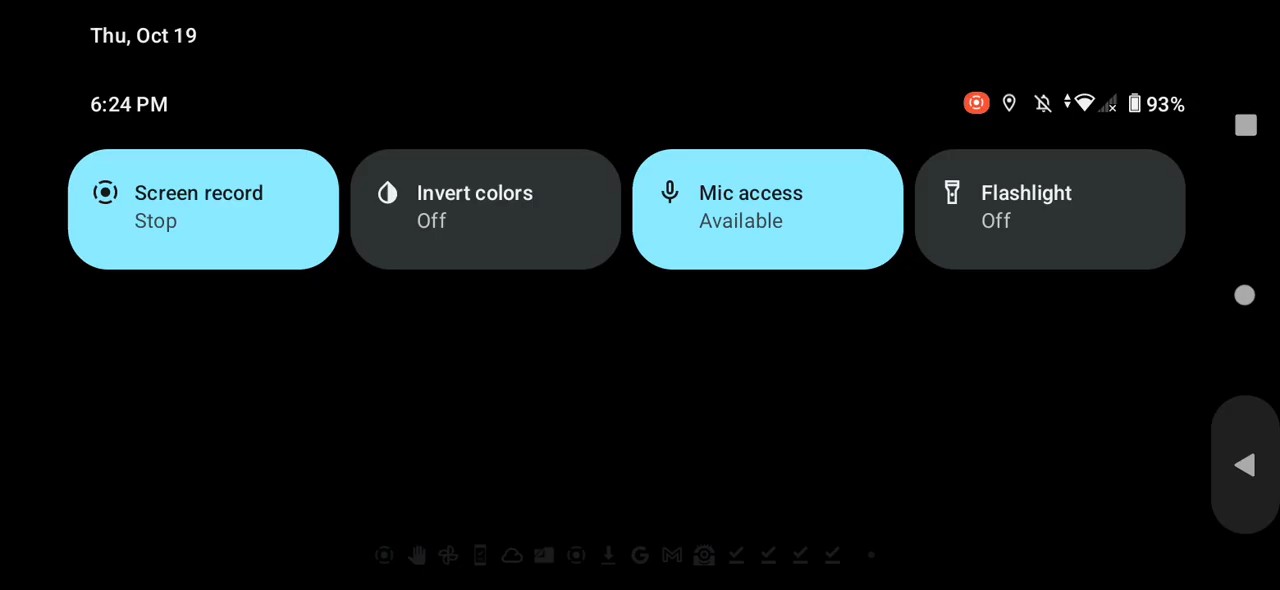 Thu, Oct 19
6:24 PM
93%
Screen record
Stop
Invert colors
Off
Mic access
Available
Flashlight
Off